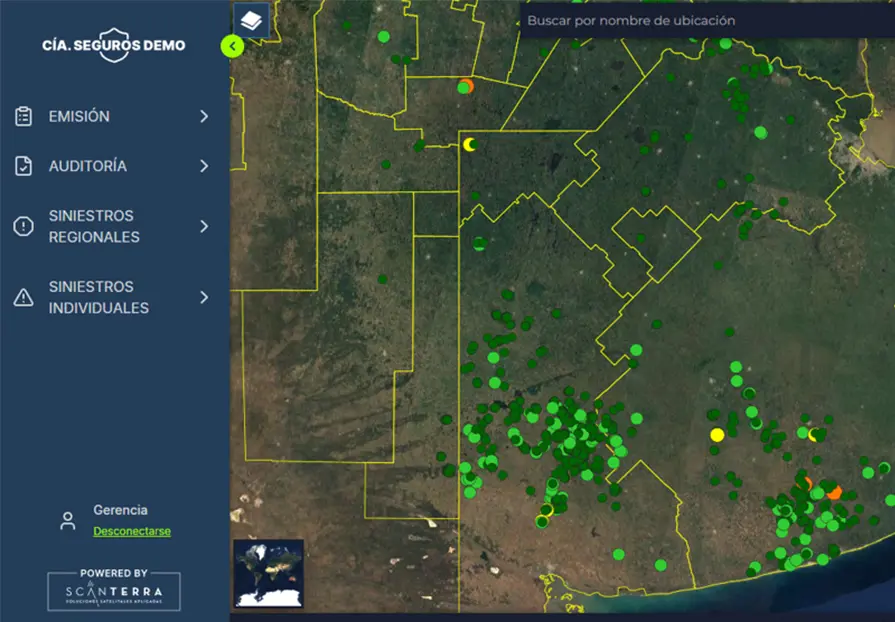 CÍA. SEGUROS DEMO
Buscar por nombre de ubicación
EMISIÓN
AUDITORÍA
SINIESTROS
REGIONALES
SINIESTROS
INDIVIDUALES
Gerencia
Desconectarse
POWERED BY
SCANTERRA
SOLUCIONES SATELITALES APLICADAS